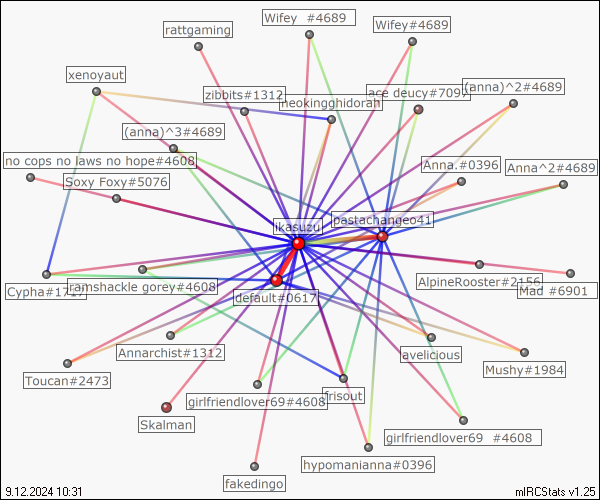 Wifey  #4689
Wifey#4689
rattgaming
xenoyaut
zibbits#1312
ace deucy#709
(anna)^2#4689
neokingghidorah
(anna)^3#4689
no cops no laws no hope#4608
Anna.#0396
Anna^2#4689
Soxy Foxy#5076
ikasuzu
pastachangeo41
Cypha#17
ramshackle gorey#4608
AlpineRooster#2156
Mad #6901
default#0617
Annarchist#1312
avelicious
Mushy#1984
Toucan#2473
girlfriendlover69#4608
frisout
Skalman
girlfriendlover69  #4608
hypomanianna#0396
fakedingo
9.12.2024 10:31
mIRCStats v1.25